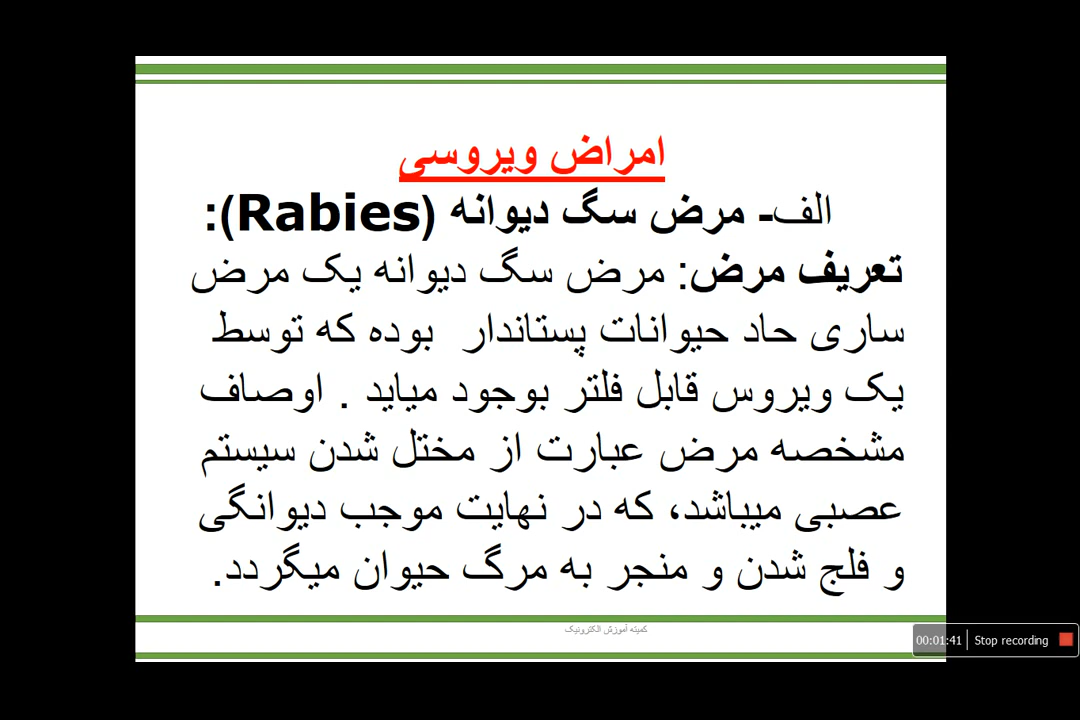 امراض ویروسی
الف- مرض سگ دیوانه (Rabies):
تعریف مرض: مرض سگ دیوانه یک مرض
ساری حاد حیوانات پستاندار بوده که توسط
یک ویروس قابل فلتر بوجود میاید . اوصاف
مشخصه مرض عبارت از مختل شدن سیستم
عصبی میباشد، که در نهایت موجب دیوانگی
و فلج شدن و منجر به مرگ حیوان میگردد.
کمیته آموزش الکترونیک
00:01:41 Stop recording